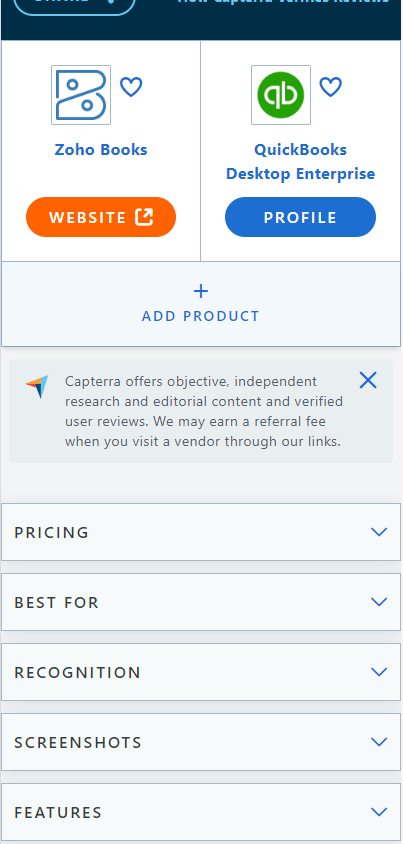 How Capterra Verifies Reviews
Zoho Books
QuickBooks
Desktop Enterprise
WEBSITE
PROFILE
qb
+
ADD PRODUCT
Capterra offers objective, independent
research and editorial content and verified
user reviews. We may earn a referral fee
when you visit a vendor through our links.
PRICING
BEST FOR
RECOGNITION
SCREENSHOTS
FEATURES